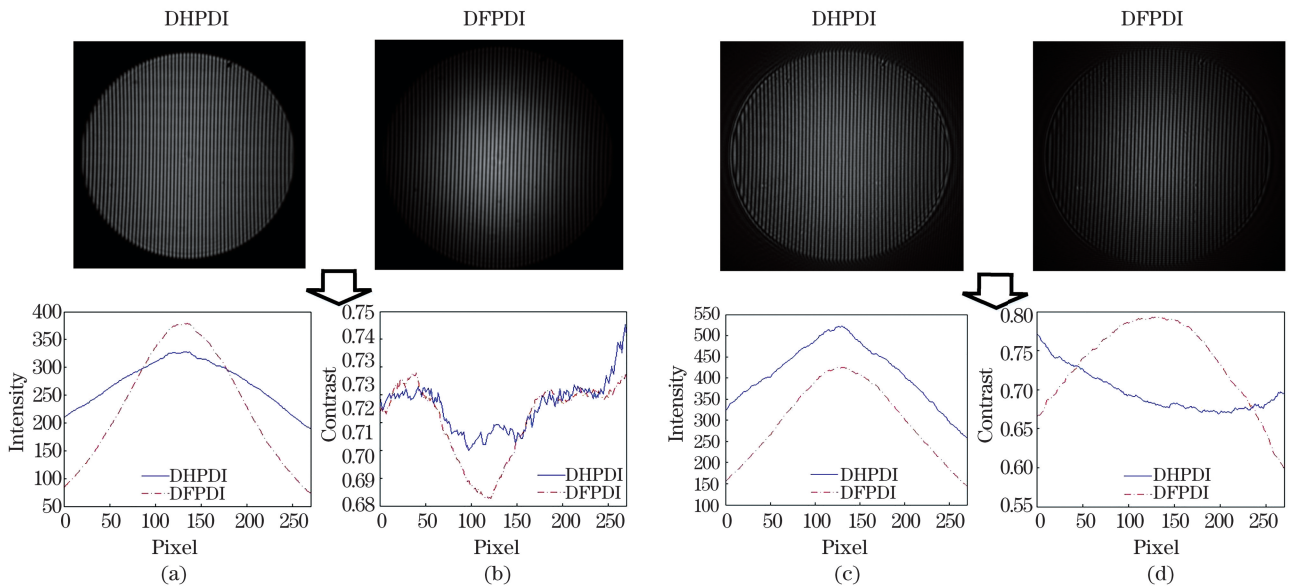 DHPDI
DFPDI
DHPDI
DFPDI
400
350
300
250
200
150
100
50
Intensity
DHPDI
DFPDI
0 50 100 150 200 250
Pixel
(a)
0.75
0.73
0.73
0.72
0.71
0.70
0.69
0.68
Contrast
DHPDI
DFPDI
0 50 100 150 200 250
Pixel
(b)
550
500
450
400
350
300
250
200
150
100
Intensity
DHPDI
DFPDI
0 50 100 150 200 250
Pixel
(c)
0.80
0.75
0.70
0.65
0.60
0.55
Contrast
DHPDI
DFPDI
0 50 100 150 200 250
Pixel
(d)